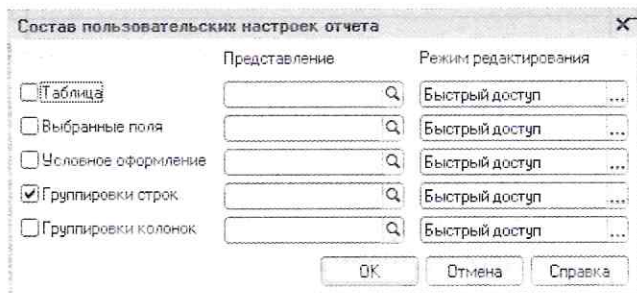 Состав пользовательских настроек отчета
Представление Режим редактирования
Таблица Быстрый доступ ...
Выбранные поля Быстрый доступ ...
Условное оформление Быстрый доступ ...
Группировки строк Быстрый доступ ...
Группировки колонок Быстрый доступ ...
OK Отмена Справка